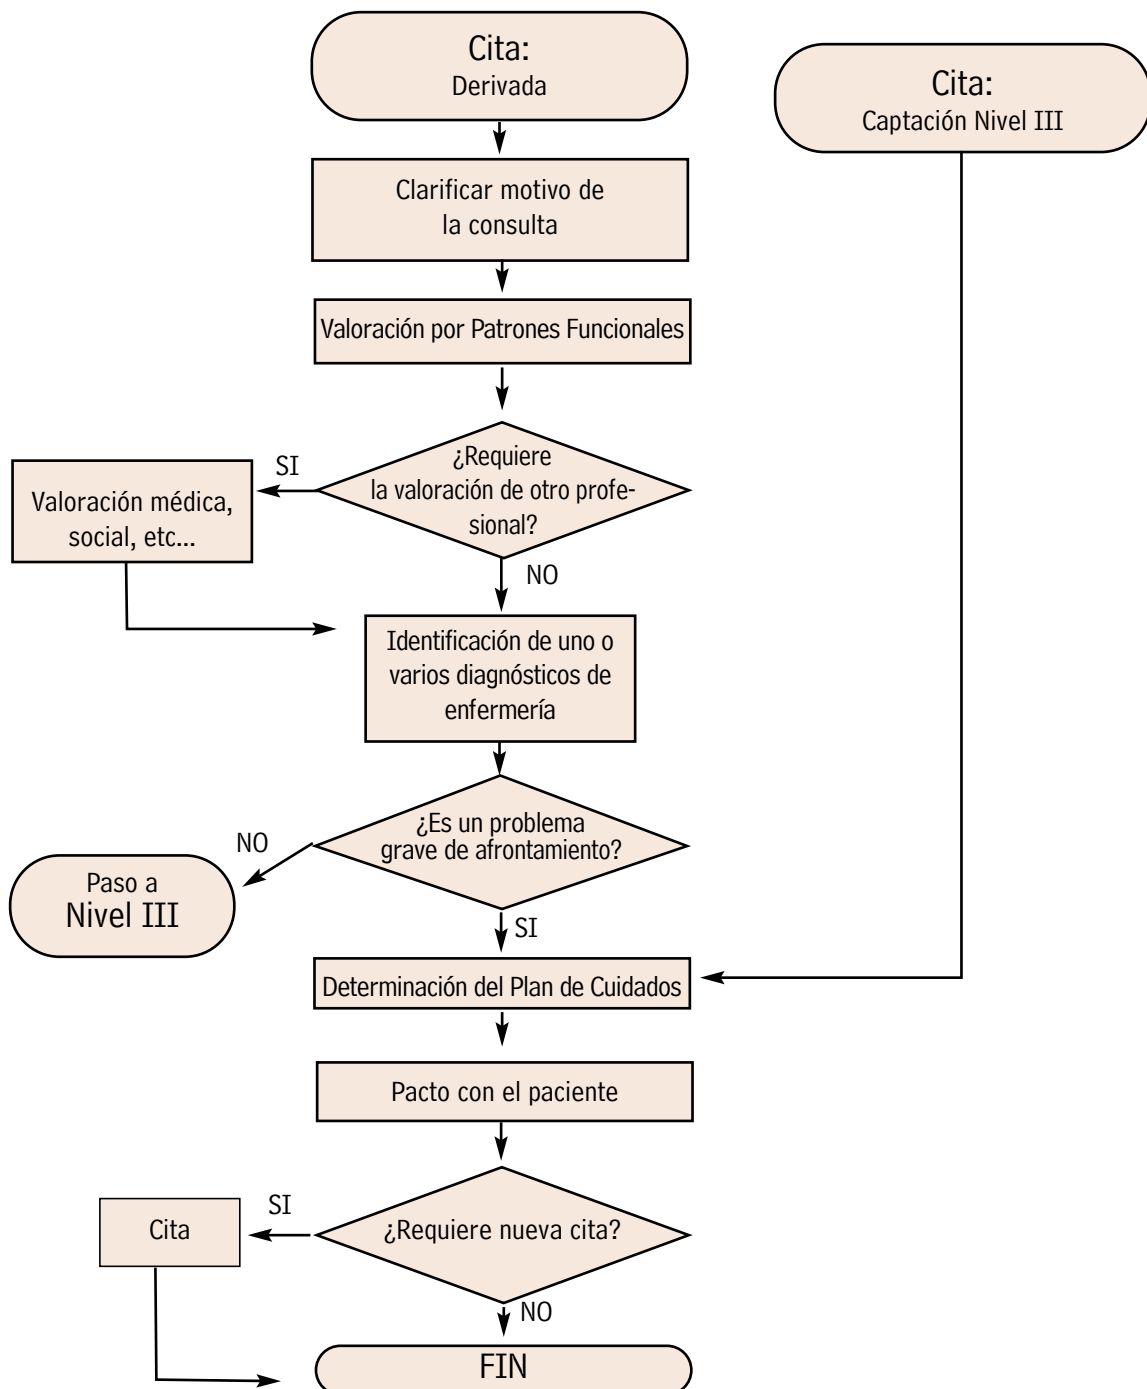 Cita:
Derivada
Cita:
Captación Nivel III
Clarificar motivo de
la consulta
Valoración por Patrones Funcionales
¿Requiere
la valoración de otro profe-
sional?
SI
Valoración médica,
social, etc...
NO
Identificación de uno o
varios diagnósticos de
enfermería
¿Es un problema
grave de afrontamiento?
NO
Paso a
Nivel III
SI
Determinación del Plan de Cuidados
Pacto con el paciente
¿Requiere nueva cita?
SI
Cita
NO
FIN